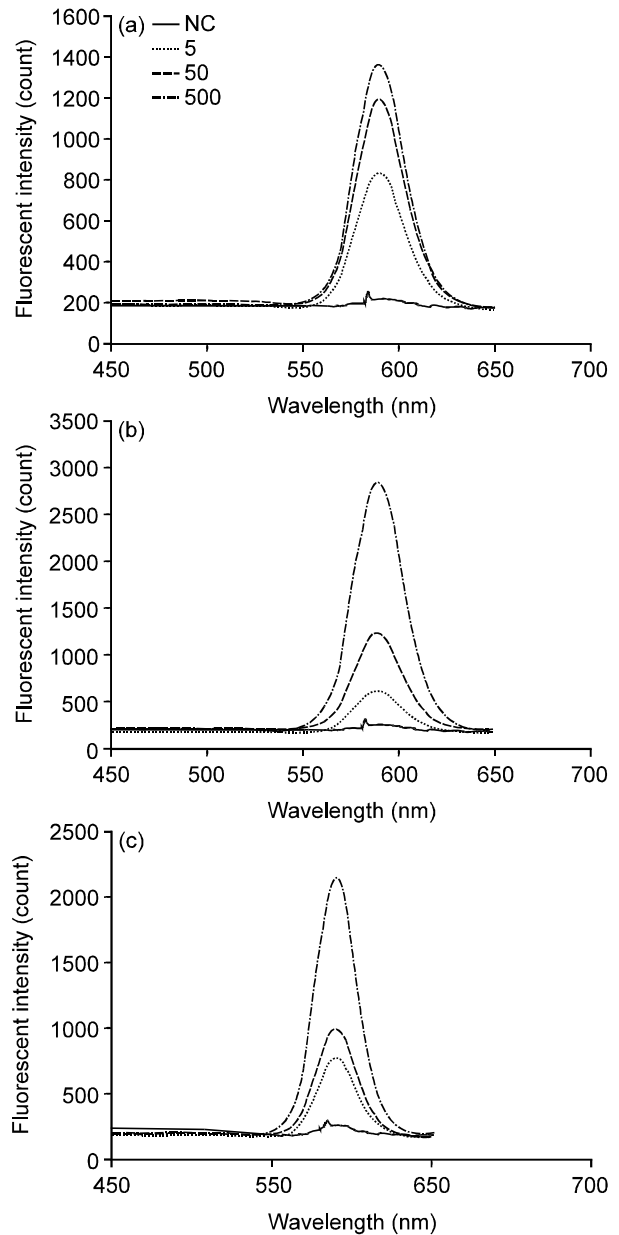 (a)
NC
5
50
500
Fluorescent intensity (count)
1600
1400
1200
1000
800
600
400
200
0
450 500 550 600 650 700
Wavelength (nm)
(b)
Fluorescent intensity (count)
3500
3000
2500
2000
1500
1000
500
0
450 500 550 600 650 700
Wavelength (nm)
(c)
Fluorescent intensity (count)
2500
2000
1500
1000
500
0
450 550 650 700
Wavelength (nm)